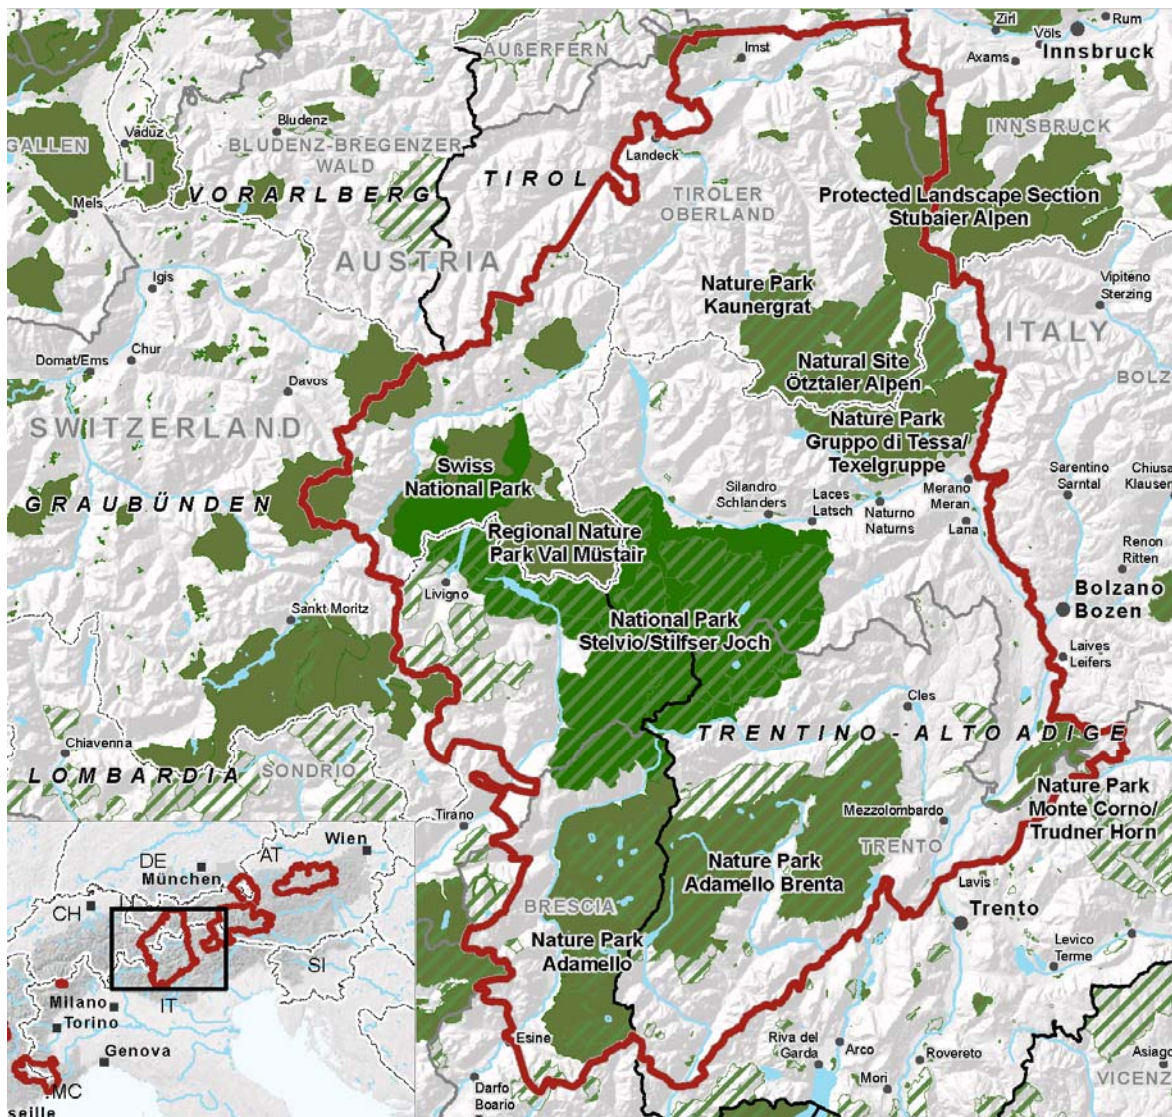 Zirl
Rum
Völs
Innsbruck
Axams
AUßERFERN
Imst
Bludenz
Vaduz
GALLEN
BLUDENZ-BREGENZER
WALD
INNSBRUCK
LI
Landeck
VORARLBERG
TIROL
TIROLER
OBERLAND
Protected Landscape Section
Stubaier Alpen
Mels
AUSTRIA
Igis
Nature Park
Kaunergrat
Vipiteno
Sterzing
ITALY
Domat/Ems
Chur
Davos
Natural Site
Ötztaler Alpen
BOLZ
SWITZERLAND
Nature Park
Gruppo di Tessa/
Texelgruppe
Swiss
National Park
GRAUBÜNDEN
Silandro
Schlanders
Laces
Latsch
Naturno
Naturns
Merano
Meran
Lana
Sarentino
Sarntal
Chiusa
Klausen
Regional Nature
Park Val Müstair
Renon
Ritten
Livigno
Bolzano
Bozen
Sankt Moritz
National Park
Stelvio/Stilfser Joch
Laives
Leifers
Cles
TRENTINO-ALTO ADIGE
Chiavenna
LOMBARDIA
SONDRIO
Nature Park
Monte Corno/
Trudner Horn
Tirano
Mezzolombardo
TRENTO
Nature Park
Adamello Brenta
Lavis
Trento
BRESCIA
Nature Park
Adamello
Levico
Terme
Esine
Riva del
Garda
Arco
Rovereto
Mori
Asiago
VICENZ
Darfo
Boario
Wien
DE
AT
München
CH
SI
IT
Milano
Torino
Genova
MC
seille